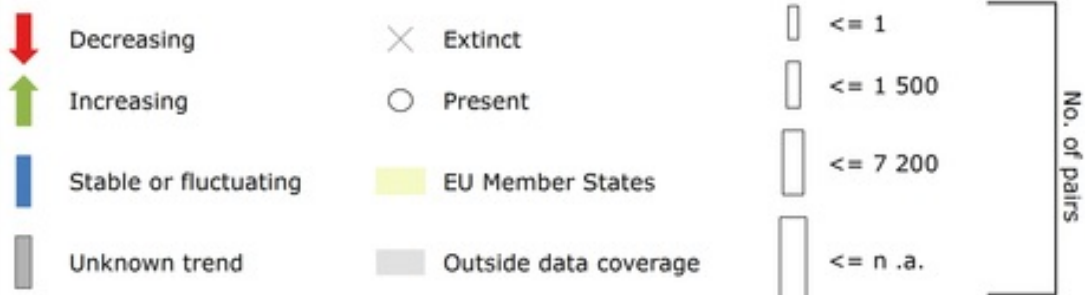 Decreasing
Increasing
Stable or fluctuating
Unknown trend
Extinct
Present
EU Member States
Outside data coverage
<= 1
<= 1 500
<= 7 200
<= n .a.
No. of pairs